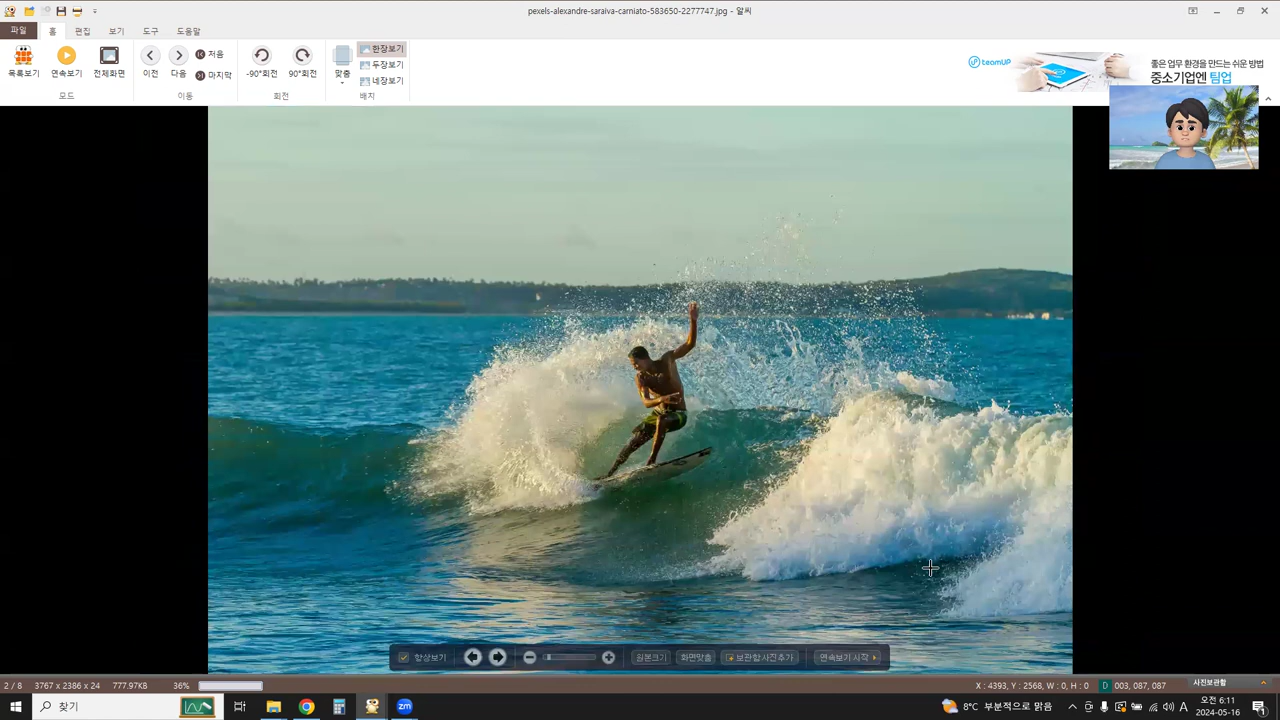 pexels-alexandre-saraiva-carniato-583650-2277747.jpg - 알씨
파일 홈 편집 보기 도구 도움말
목록보기 연속보기 전체화면 이전 다음 처음 마지막 -90°회전 90°회전 맞춤 한장보기 두장보기 네장보기
모드 이동 회전 배치
teamUP
좋은 업무 환경을 만드는 쉬운 방법
중소기업엔 팀업
항상보기 원본크기 화면맞춤 보관함 사진추가 연속보기 시작
2 / 8 3767 x 2386 x 24 777.97KB 36% X : 4393, Y : 2568, W : 0, H : 0 D 003, 087, 087 사진보관함
찾기 zm 8°C 부분적으로 맑음 A 오전 6:11
2024-05-16 1